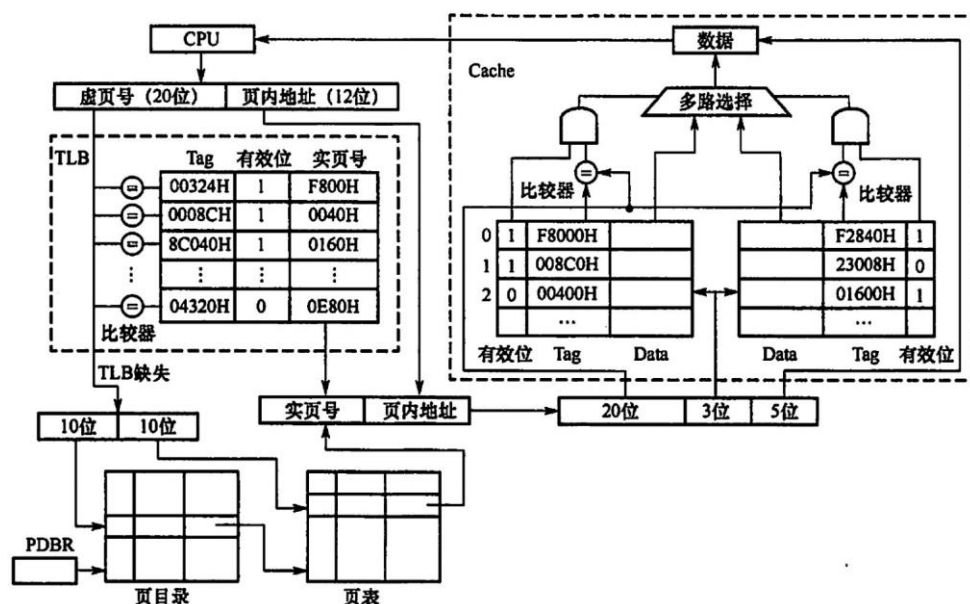 CPU
虚页号（20位） 页内地址（12位）
TLB
Tag 有效位 实页号
00324H 1 F800H
0008CH 1 0040H
8C040H 1 0160H
⋮ ⋮ ⋮
04320H 0 0E80H
比较器
TLB缺失
10位 10位
PDBR
页目录
页表
实页号 页内地址
20位 3位 5位
数据
Cache
多路选择
比较器 比较器
0 1 F8000H F2840H 1
1 1 008C0H 23008H 0
2 0 00400H 01600H 1
… …
有效位 Tag Data Data Tag 有效位